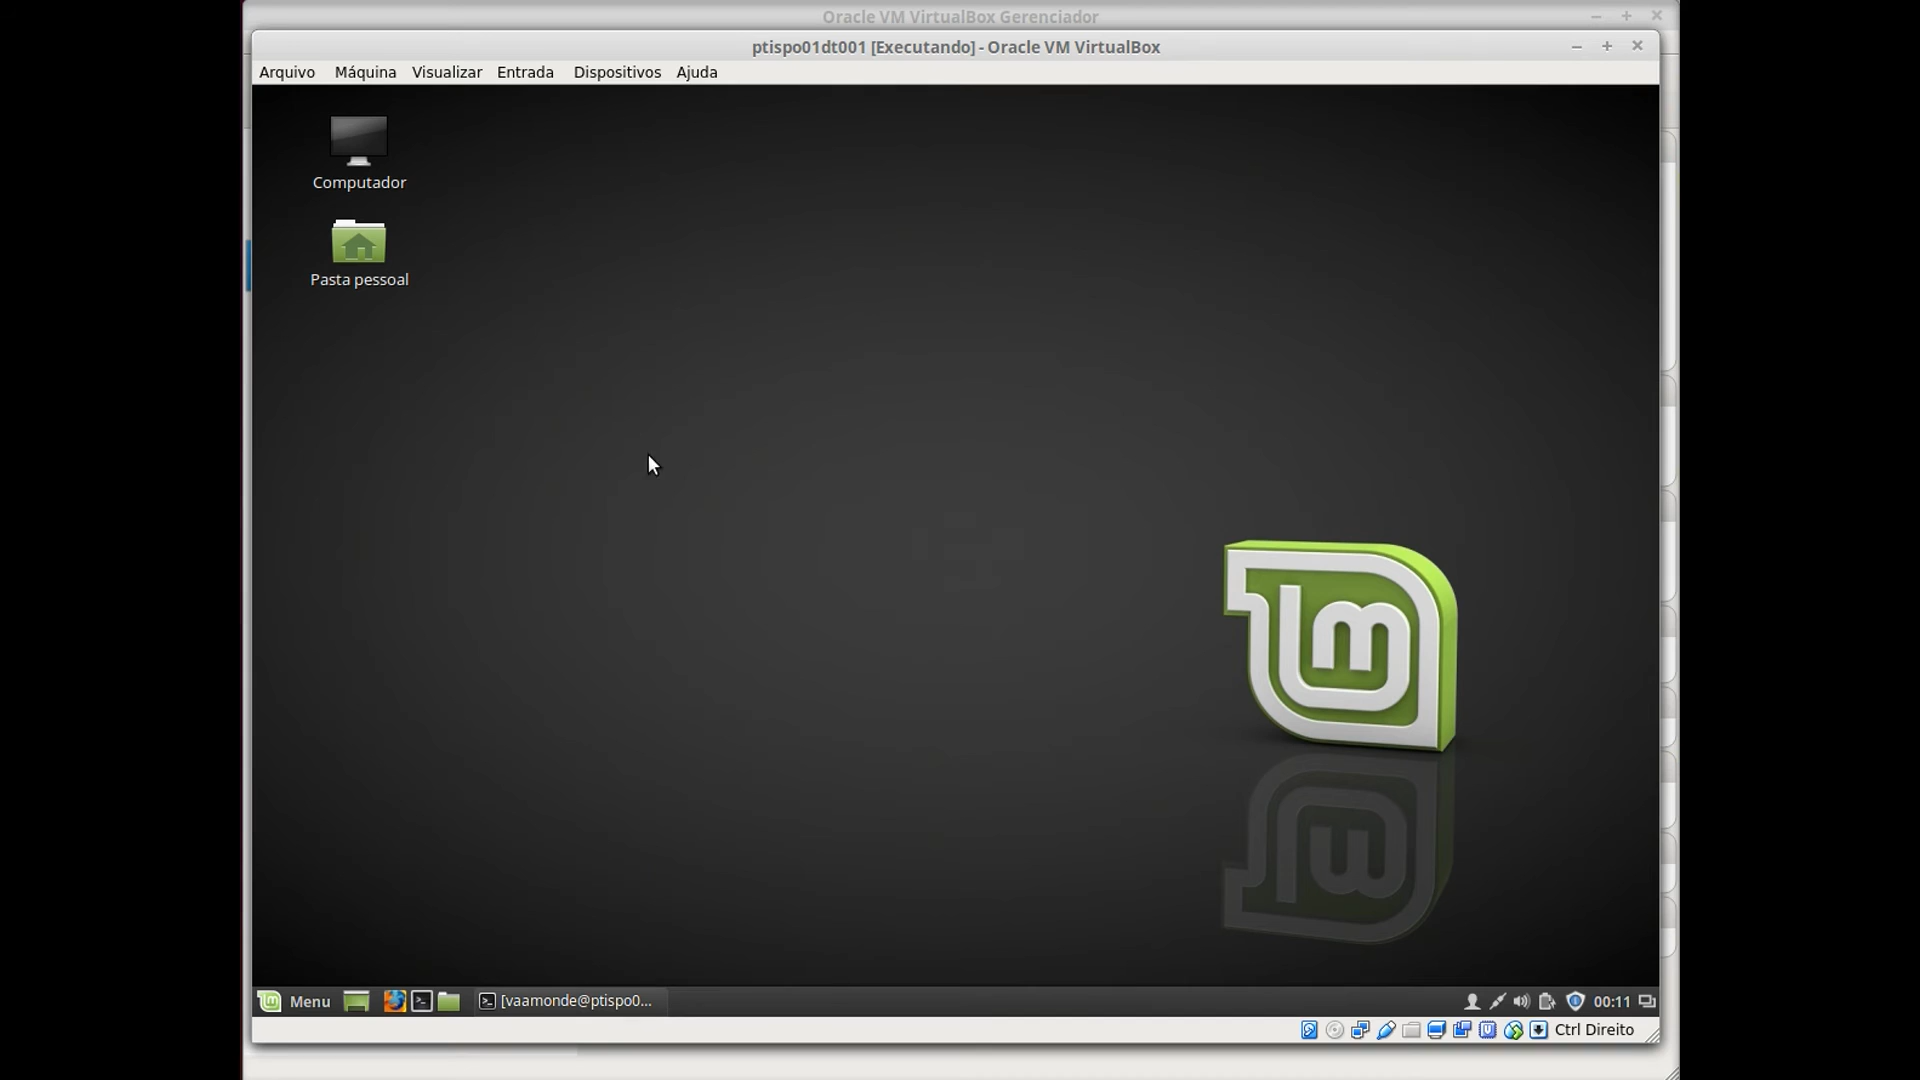 Oracle VM VirtualBox Gerenciador
ptispo01dt001 [Executando] - Oracle VM VirtualBox
Arquivo Máquina Visualizar Entrada Dispositivos Ajuda
Computador
Pasta pessoal
Menu [vaamonde@ptispo0... 00:11
Ctrl Direito